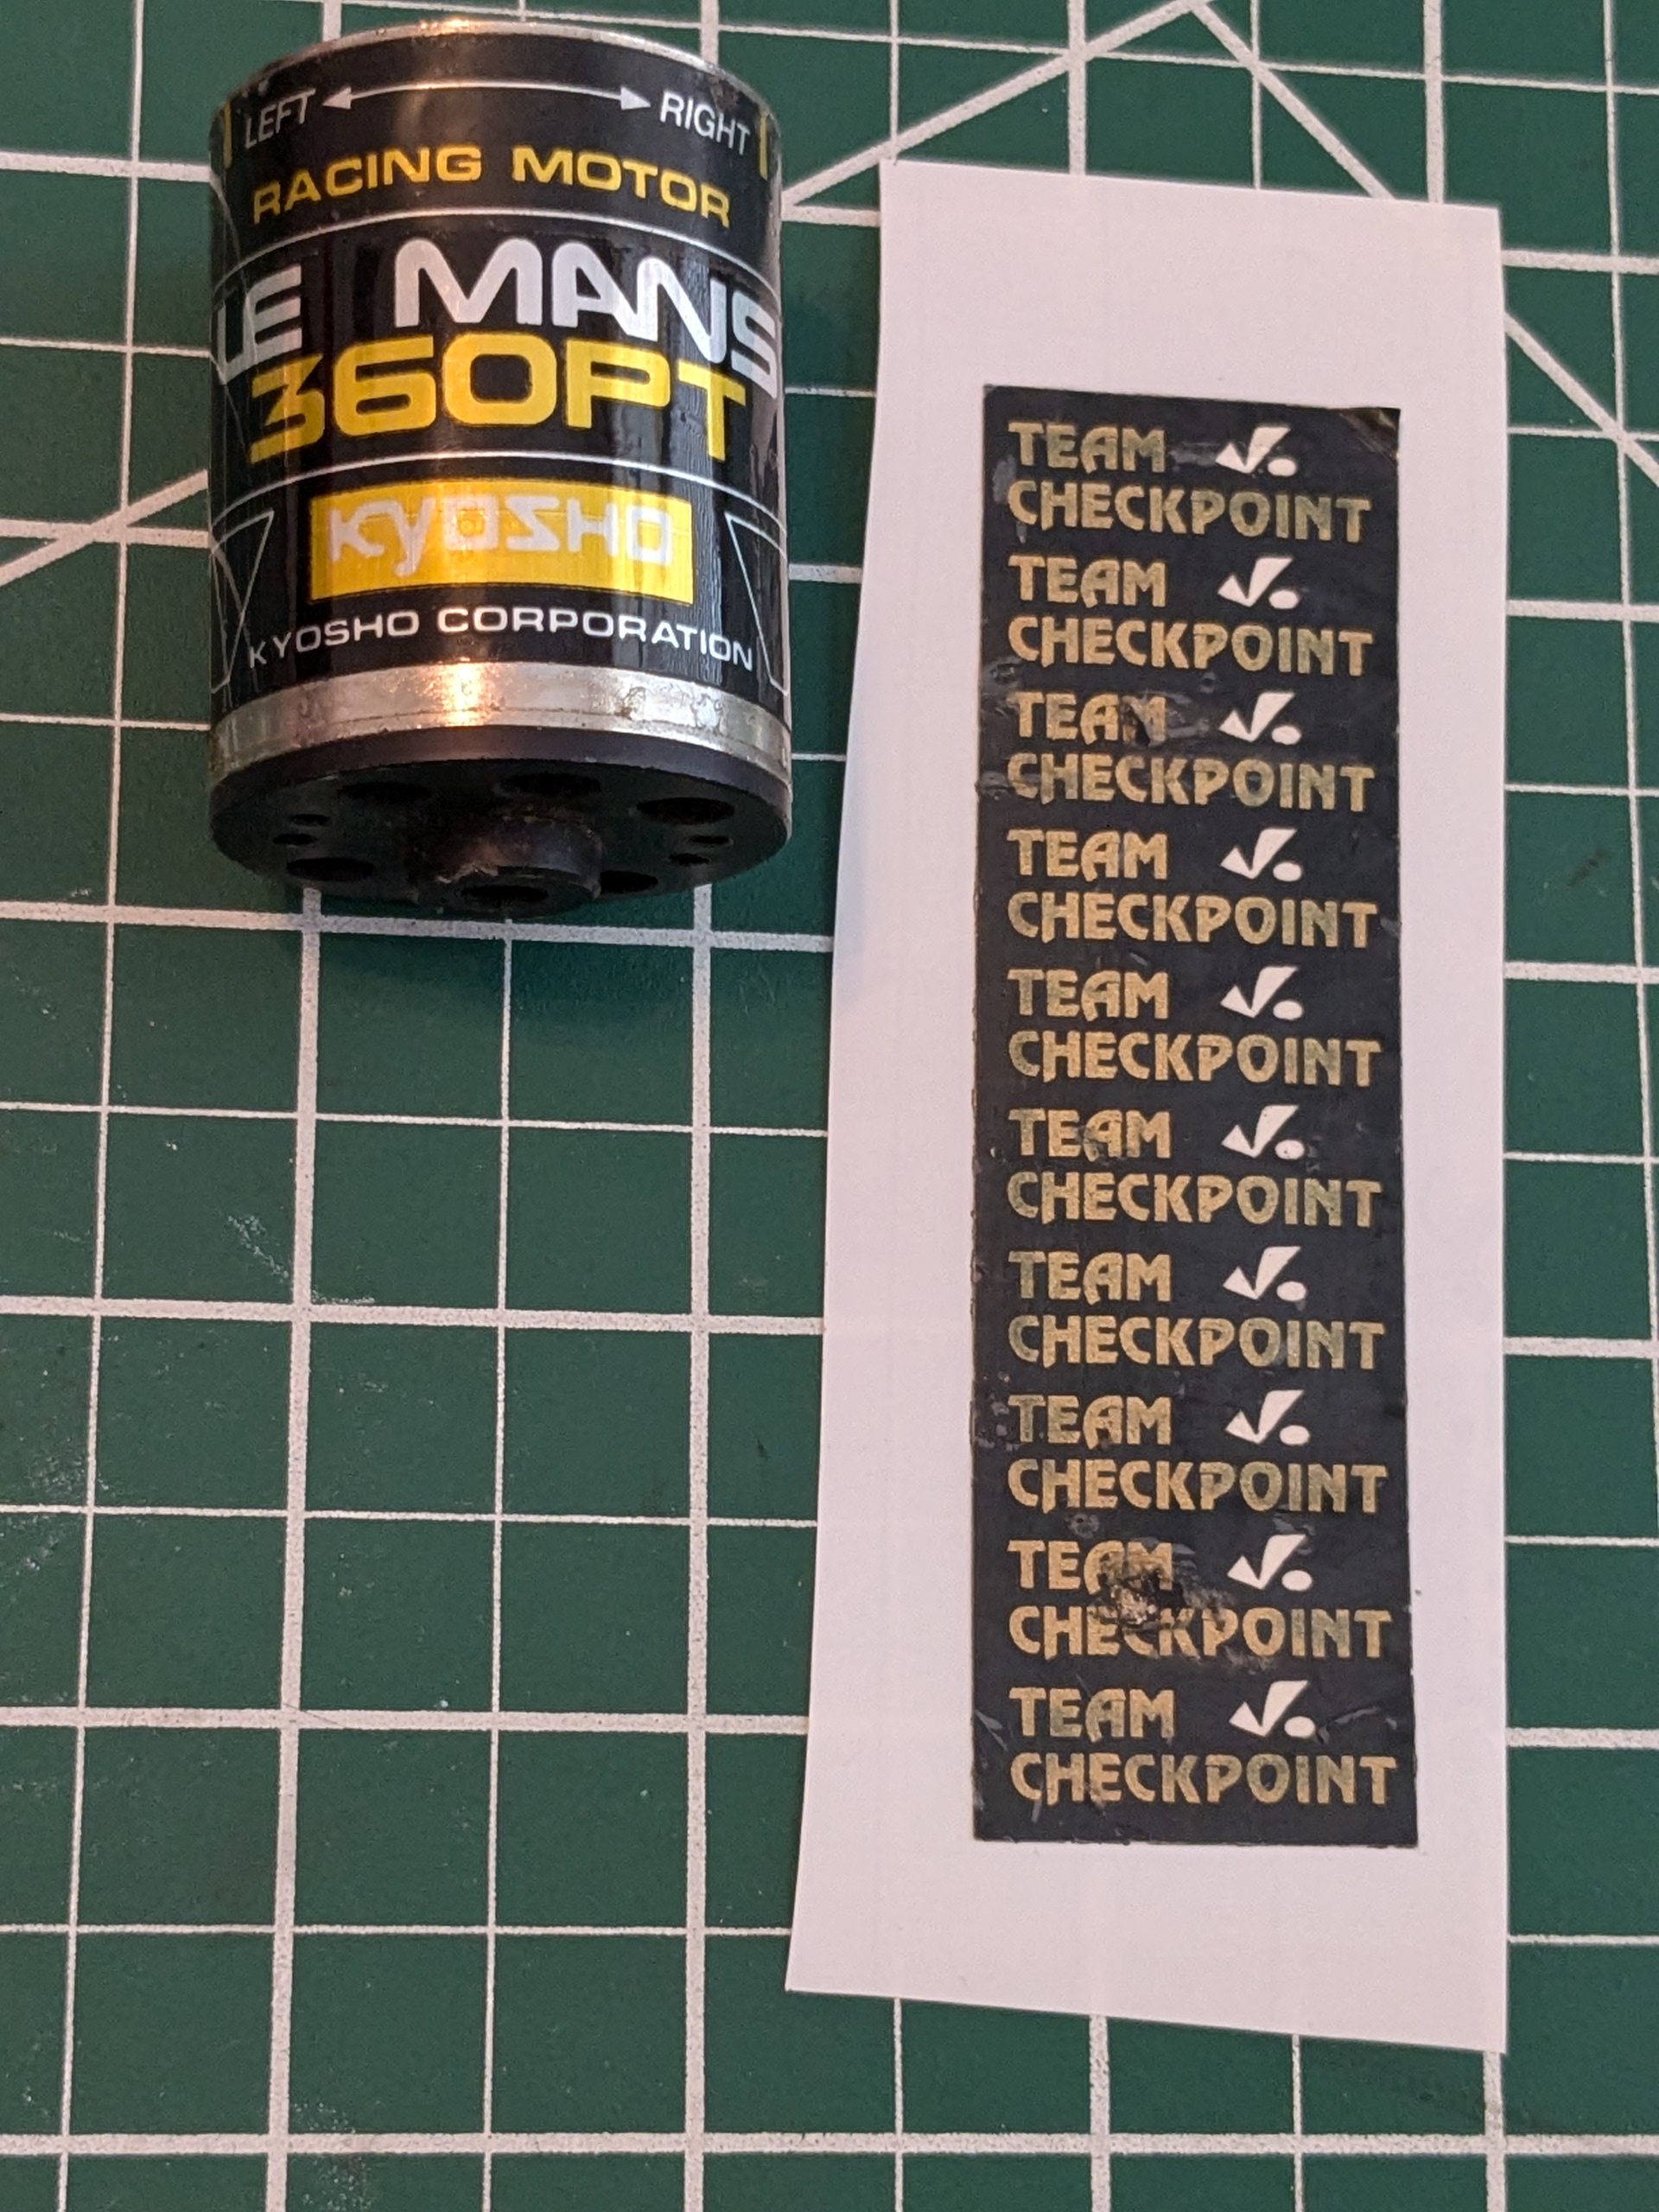 LEFT RIGHT
RACING MOTOR
LE MANS
360PT
KYOSHO
KYOSHO CORPORATION
TEAM
CHECKPOINT
TEAM
CHECKPOINT
TEAM
CHECKPOINT
TEAM
CHECKPOINT
TEAM
CHECKPOINT
TEAM
CHECKPOINT
TEAM
CHECKPOINT
TEAM
CHECKPOINT
TEAM
CHECKPOINT
TEAM
CHECKPOINT